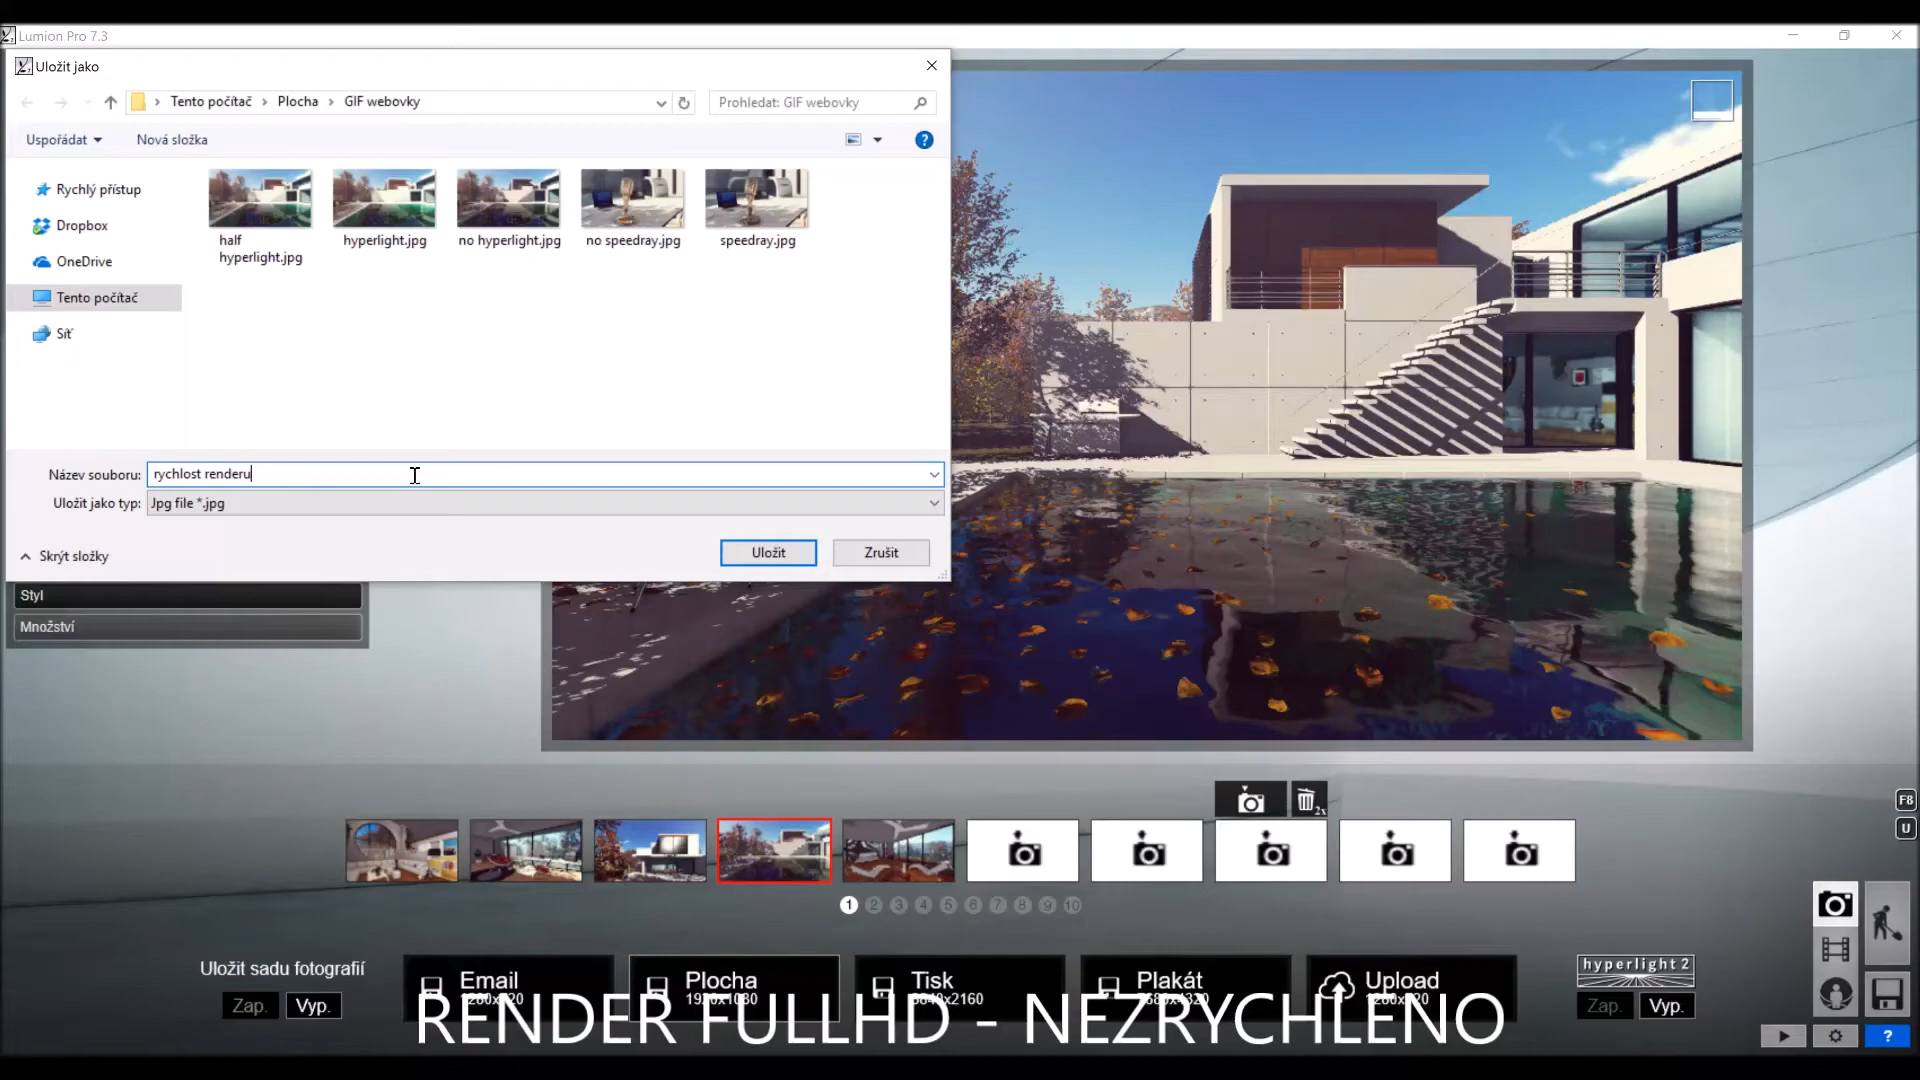 Lumion Pro 7.3
Uložit jako
Tento počítač > Plocha > GIF webovky
Prohledat: GIF webovky
Uspořádat
Nová složka
?
Rychlý přístup
Dropbox
OneDrive
Tento počítač
Síť
half hyperlight.jpg
hyperlight.jpg
no hyperlight.jpg
no speedray.jpg
speedray.jpg
Název souboru: rychlost renderu
Uložit jako typ: Jpg file *.jpg
Skrýt složky
Uložit
Zrušit
Styl
Množství
2x
F8
U
1 2 3 4 5 6 7 8 9 10
Uložit sadu fotografií
Zap. Vyp.
Email
1280x720
Plocha
1920x1080
Tisk
3840x2160
Plakát
7680x4320
Upload
1280x720
hyperlight 2
Zap. Vyp.
?
RENDER FULLHD - NEZRYCHLENO